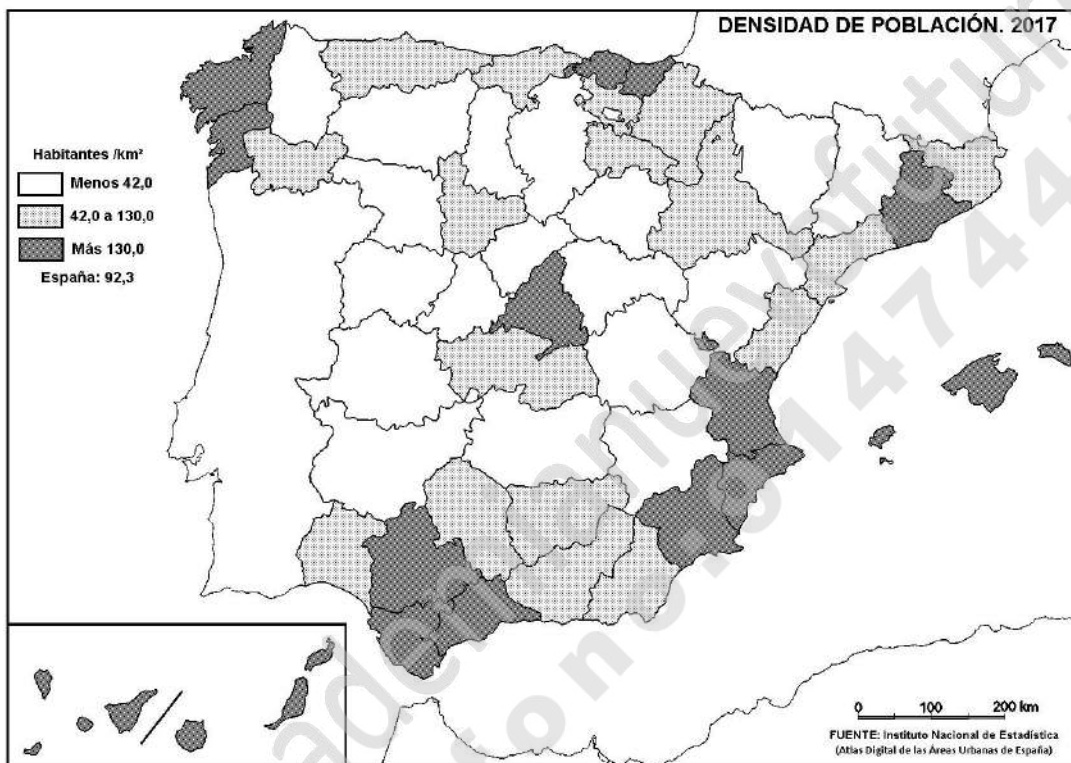 DENSIDAD DE POBLACIÓN. 2017
Habitantes /km²
Menos 42,0
42,0 a 130,0
Más 130,0
España: 92,3
0 100 200 km
FUENTE: Instituto Nacional de Estadística
(Atlas Digital de las Áreas Urbanas de España)